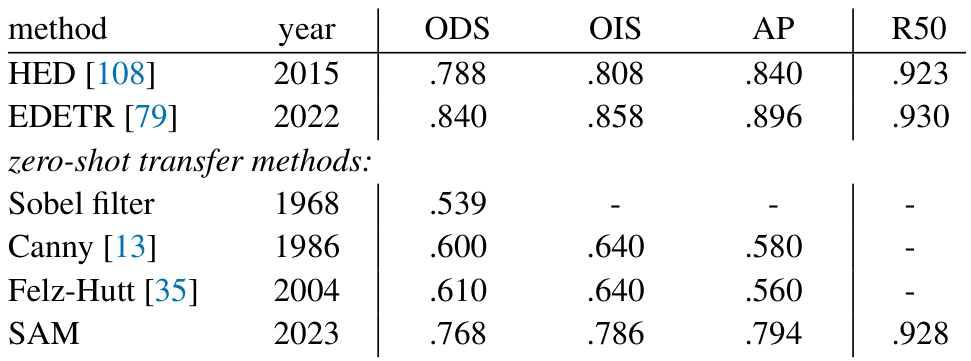 method year ODS OIS AP R50
HED [108] 2015 .788 .808 .840 .923
EDETR [79] 2022 .840 .858 .896 .930
zero-shot transfer methods:
Sobel filter 1968 .539 - - -
Canny [13] 1986 .600 .640 .580 -
Felz-Hutt [35] 2004 .610 .640 .560 -
SAM 2023 .768 .786 .794 .928